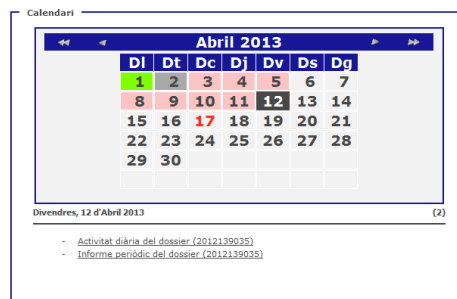 Calendari
Abril 2013
Dl Dt Dc Dj Dv Ds Dg
1 2 3 4 5 6 7
8 9 10 11 12 13 14
15 16 17 18 19 20 21
22 23 24 25 26 27 28
29 30
Divendres, 12 d'Abril 2013 (2)
- Activitat diària del dossier (2012139035)
- Informe periòdic del dossier (2012139035)